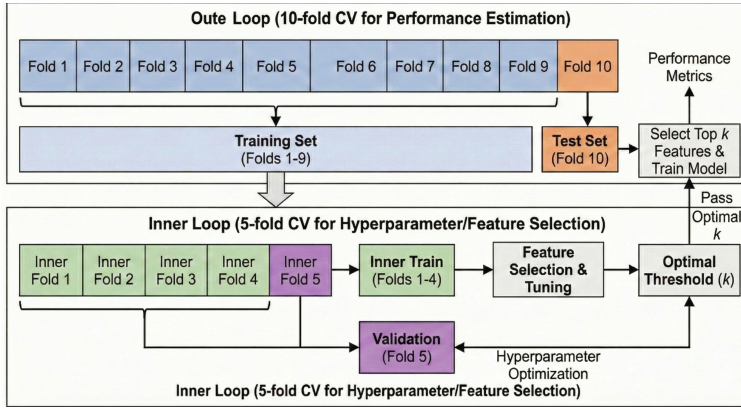 Oute Loop (10-fold CV for Performance Estimation)
Fold 1
Fold 2
Fold 3
Fold 4
Fold 5
Fold 6
Fold 7
Fold 8
Fold 9
Fold 10
Performance
Metrics
Training Set
(Folds 1-9)
Test Set
(Fold 10)
Select Top k
Features &
Train Model
Pass
Optimal
k
Inner Loop (5-fold CV for Hyperparameter/Feature Selection)
Inner
Fold 1
Inner
Fold 2
Inner
Fold 3
Inner
Fold 4
Inner
Fold 5
Inner Train
(Folds 1-4)
Feature
Selection &
Tuning
Optimal
Threshold (k)
Validation
(Fold 5)
Hyperparameter
Optimization
Inner Loop (5-fold CV for Hyperparameter/Feature Selection)